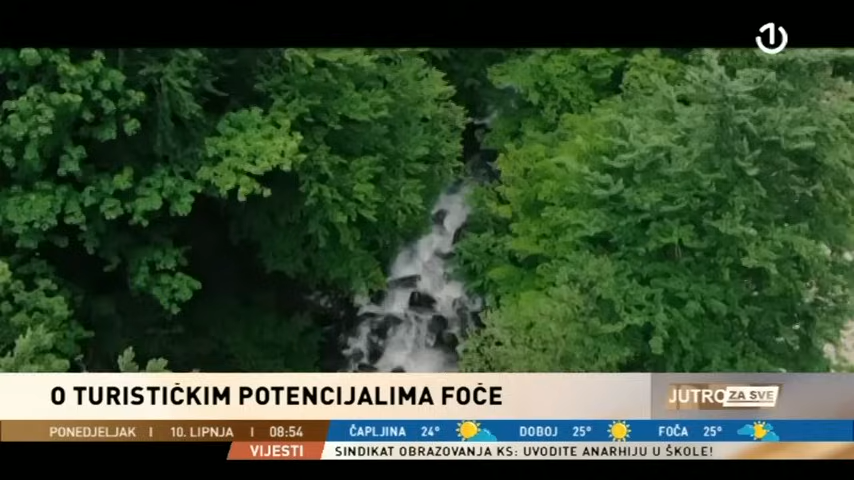 1
O TURISTIČKIM POTENCIJALIMA FOČE
JUTRO ZA SVE
PONEDJELJAK I 10. LIPNJA I 08:54
ČAPLJINA 24° DOBOJ 25° FOČA 25°
VIJESTI SINDIKAT OBRAZOVANJA KS: UVODITE ANARHIJU U ŠKOLE!